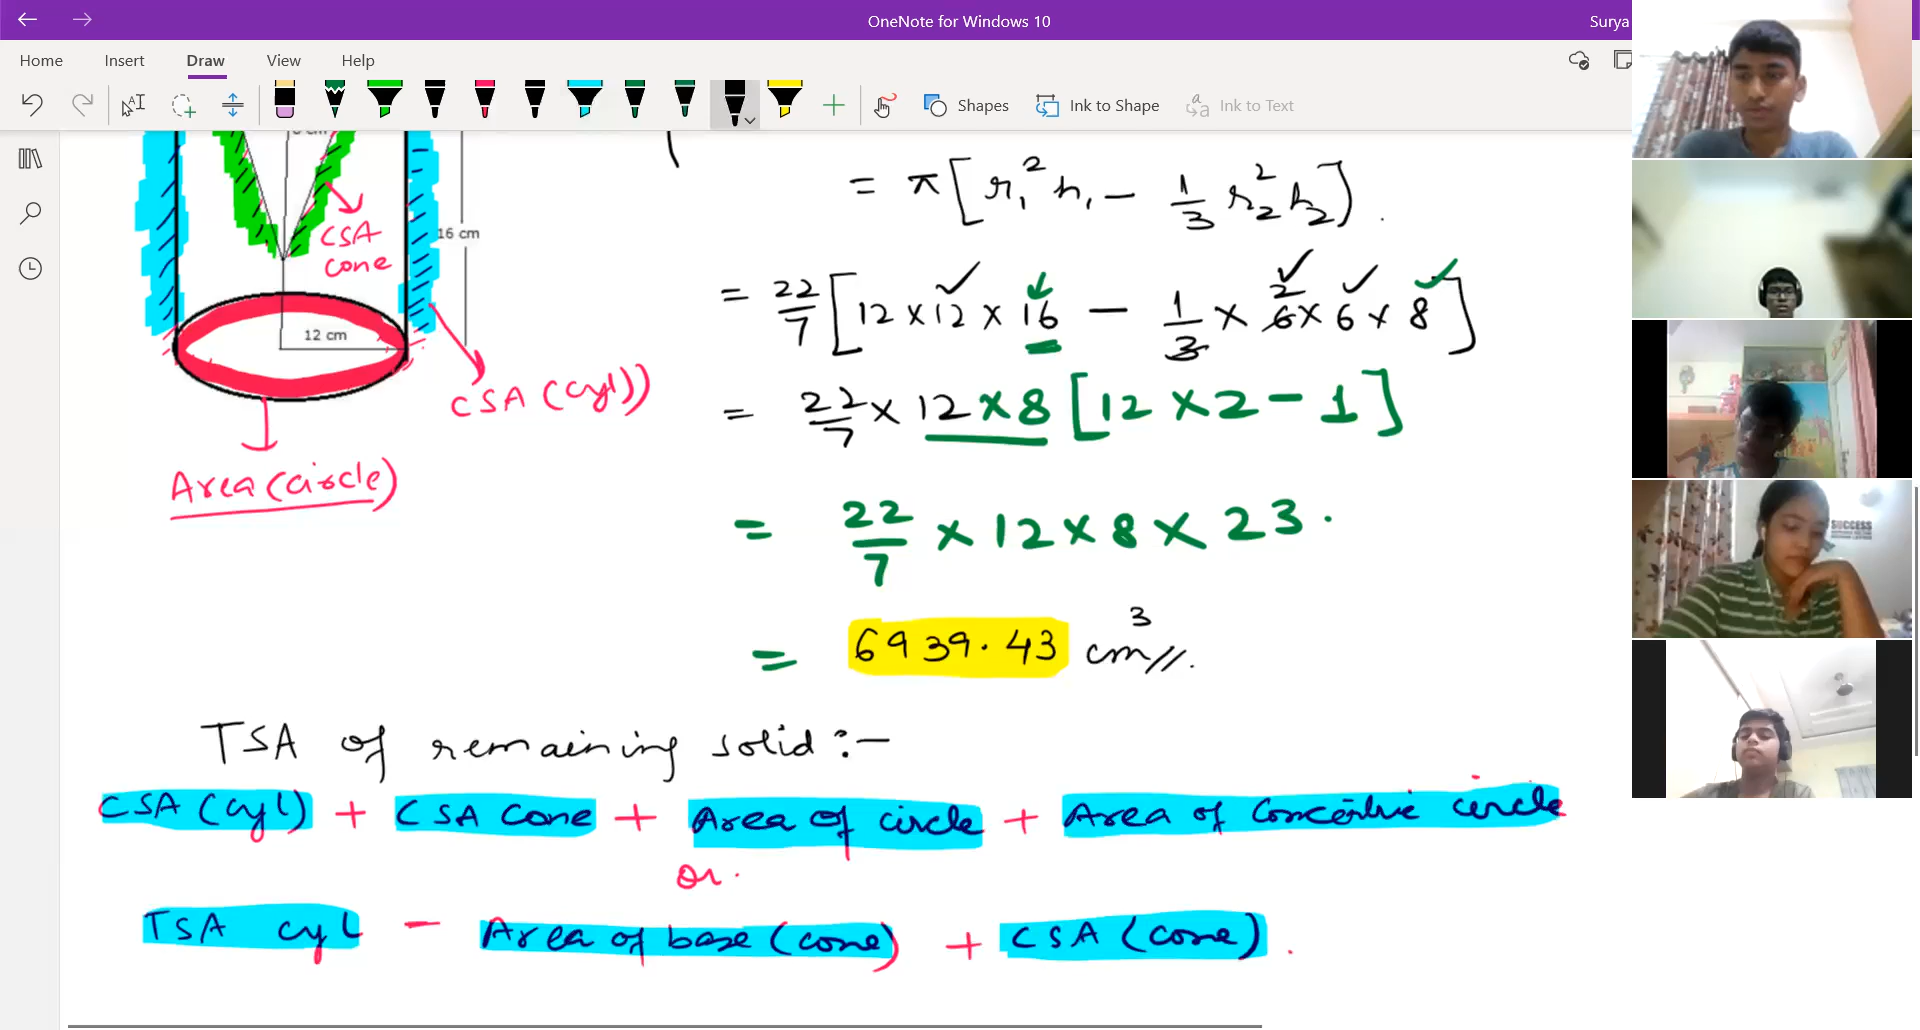 OneNote for Windows 10
Surya
Home Insert Draw View Help
Shapes Ink to Shape Ink to Text
= π[r₁²h₁ − 1/3 r₂²h₂].
CSA
cone
16 cm
= 22/7 [12 × 12 × 16 − 1/3 × 6 2 × 6 × 8]
12 cm
CSA (cyl))
= 22/7 × 12 × 8 [12 × 2 − 1]
Area (circle)
= 22/7 × 12 × 8 × 23.
= 6939.43 cm³//.
TSA of remaining solid :−
CSA (cyl) + CSA cone + Area of circle + Area of concentric circle
or.
TSA cyl − Area of base (cone) + CSA (cone).
SUCCESS